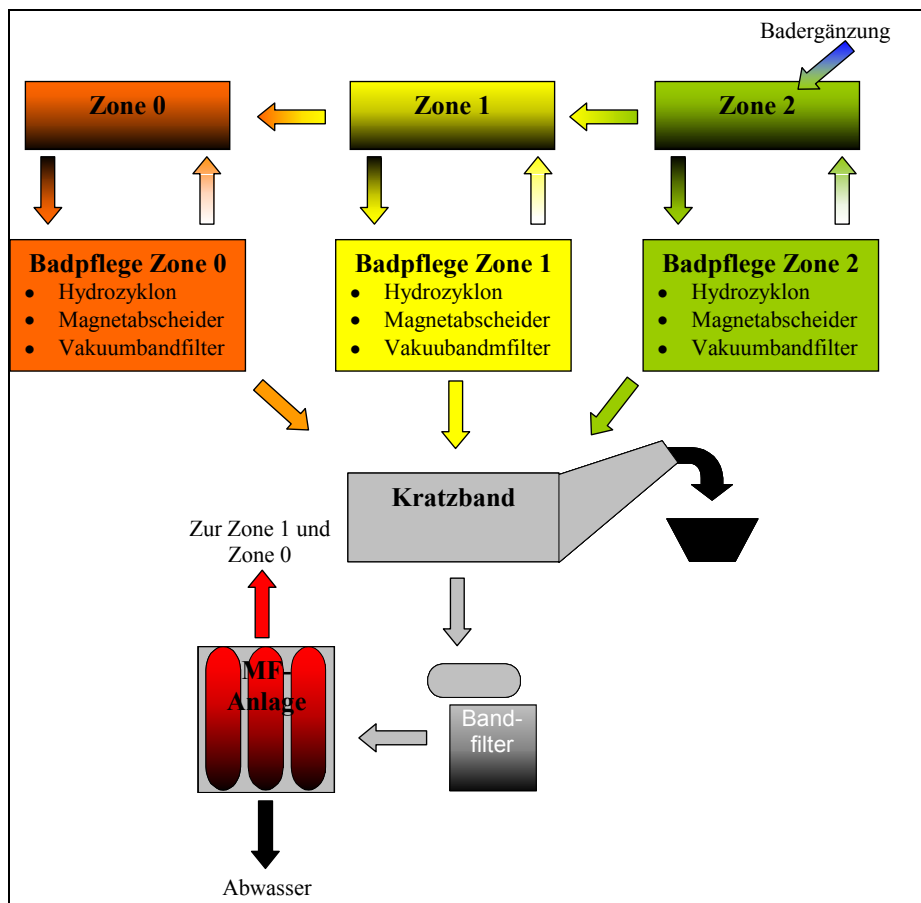 Badergänzung
Zone 0
Zone 1
Zone 2
Badpflege Zone 0
• Hydrozyklon
• Magnetabscheider
• Vakuumbandfilter
Badpflege Zone 1
• Hydrozyklon
• Magnetabscheider
• Vakuubandmfilter
Badpflege Zone 2
• Hydrozyklon
• Magnetabscheider
• Vakuumbandfilter
Kratzband
Zur Zone 1 und
Zone 0
MF-
Anlage
Band-
filter
Abwasser